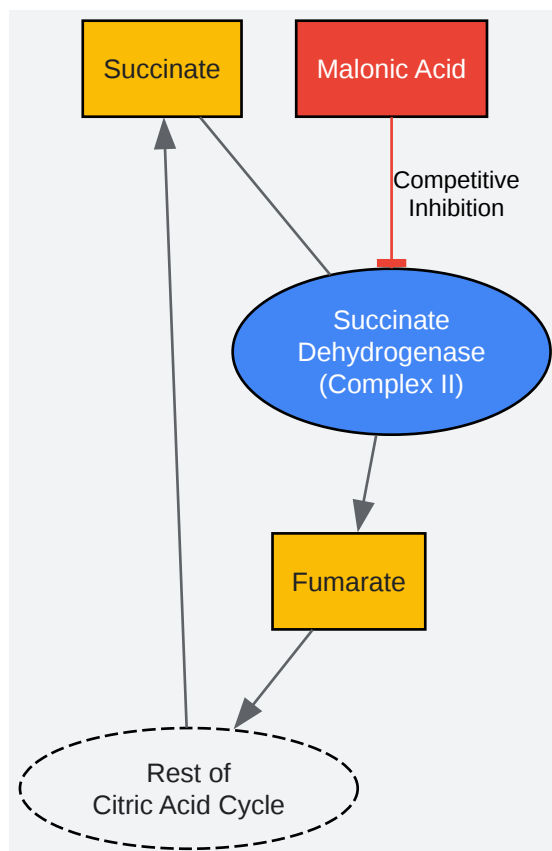 Succinate
Malonic Acid
Competitive
Inhibition
Succinate
Dehydrogenase
(Complex II)
Fumarate
Rest of
Citric Acid Cycle